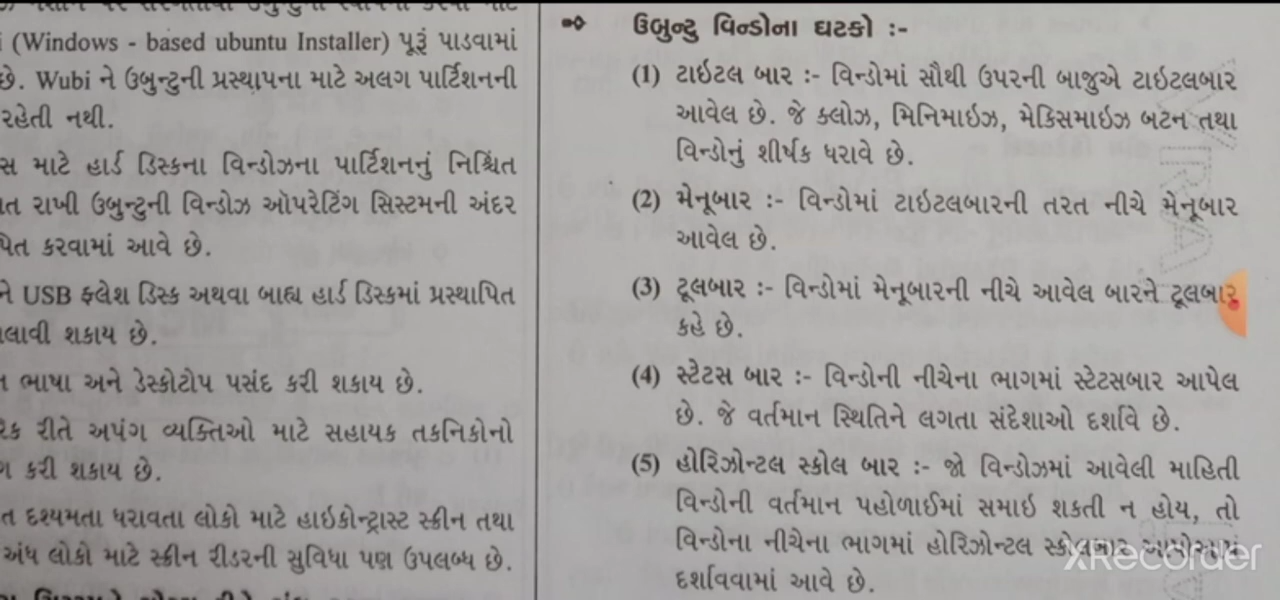 (Windows - based ubuntu Installer) પૂરૂં પાડવામાં
છે. Wubi ને ઉબુન્ટુની પ્રસ્થાપના માટે અલગ પાર્ટિશનની
રહેતી નથી.
સ માટે હાર્ડ ડિસ્કના વિન્ડોઝના પાર્ટિશનનું નિશ્ચિત
ત રાખી ઉબુન્ટુની વિન્ડોઝ ઑપરેટિંગ સિસ્ટમની અંદર
પિત કરવામાં આવે છે.
ને USB ફ્લેશ ડિસ્ક અથવા બાહ્ય હાર્ડ ડિસ્કમાં પ્રસ્થાપિત
લાવી શકાય છે.
ભાષા અને ડેસ્કોટોપ પસંદ કરી શકાય છે.
રીતે અપંગ વ્યક્તિઓ માટે સહાયક તકનિકોનો
કરી શકાય છે.
ત દશ્યમતા ધરાવતા લોકો માટે હાઇકોન્ટ્રાસ્ટ સ્કીન તથા
અંધ લોકો માટે સ્ક્રીન રીડરની સુવિધા પણ ઉપલબ્ધ છે.
ઉબુન્ટુ વિન્ડોના ઘટકો :-
(1) ટાઇટલ બાર :- વિન્ડોમાં સૌથી ઉપરની બાજુએ ટાઇટલબાર
આવેલ છે. જે ક્લોઝ, મિનિમાઇઝ, મેક્સિમાઇઝ બટન તથા
વિન્ડોનું શીર્ષક ધરાવે છે.
(2) મેનૂબાર :- વિન્ડોમાં ટાઇટલબારની તરત નીચે મેનૂબાર
આવેલ છે.
(3) ટૂલબાર :- વિન્ડોમાં મેનૂબારની નીચે આવેલ બારને ટૂલબાર
કહે છે.
(4) સ્ટેટસ બાર :- વિન્ડોની નીચેના ભાગમાં સ્ટેટસબાર આપેલ
છે. જે વર્તમાન સ્થિતિને લગતા સંદેશાઓ દર્શાવે છે.
(5) હોરિઝોન્ટલ સ્ક્રોલ બાર :- જો વિન્ડોઝમાં આવેલી માહિતી
વિન્ડોની વર્તમાન પહોળાઈમાં સમાઇ શકતી ન હોય, તો
વિન્ડોના નીચેના ભાગમાં હોરિઝોન્ટલ સ્ક્રોલબાર
દર્શાવવામાં આવે છે.
XRecorder